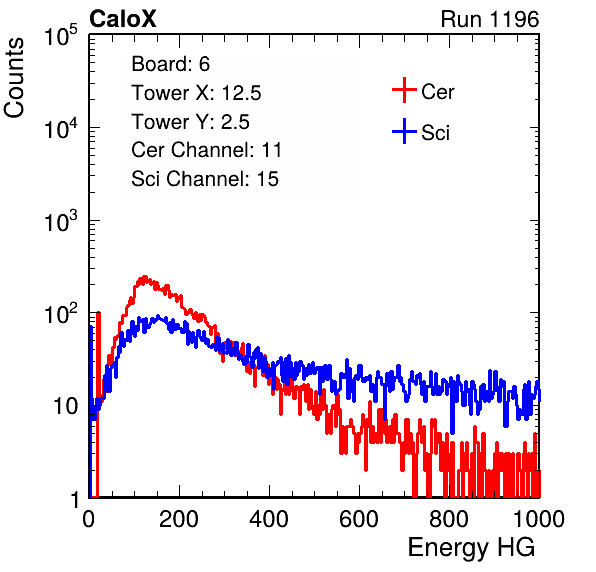 CaloX Run 1196
Counts
10^5
10^4
10^3
10^2
10
1
Board: 6
Tower X: 12.5
Tower Y: 2.5
Cer Channel: 11
Sci Channel: 15
Cer
Sci
0 200 400 600 800 1000
Energy HG